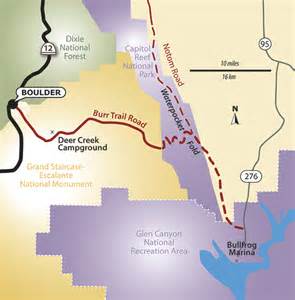 Dixie
National
Forest
12
Capitol
Reef
National
Park
Notom Road
95
10 miles
16 km
N
BOULDER
Burr Trail Road
Waterpocket Fold
Deer Creek
Campground
Grand Staircase-
Escalante
National Monument
276
Glen Canyon
National
Recreation Area
Bullfrog
Marina